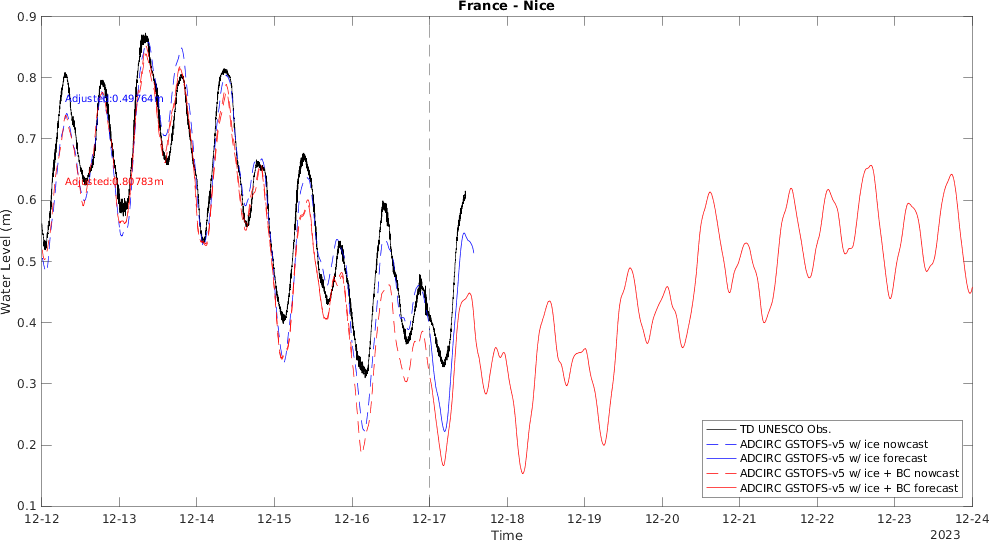 France - Nice
0.9
0.8
0.7
0.6
0.5
0.4
0.3
0.2
0.1
Water Level (m)
Adjusted:0.49764m
Adjusted:0.80783m
TD UNESCO Obs.
ADCIRC GSTOFS-v5 w/ ice nowcast
ADCIRC GSTOFS-v5 w/ ice forecast
ADCIRC GSTOFS-v5 w/ ice + BC nowcast
ADCIRC GSTOFS-v5 w/ ice + BC forecast
12-12 12-13 12-14 12-15 12-16 12-17 12-18 12-19 12-20 12-21 12-22 12-23 12-24
Time
2023